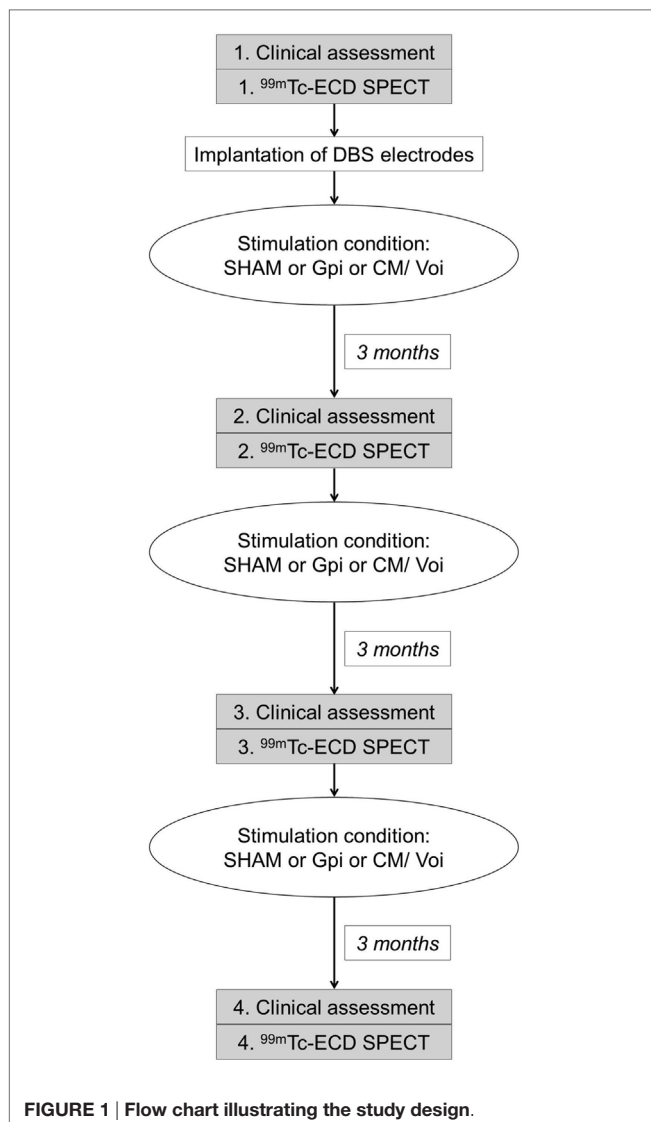 1. Clinical assessment
1. ⁹⁹ᵐTc-ECD SPECT
Implantation of DBS electrodes
Stimulation condition:
SHAM or Gpi or CM/ Voi
3 months
2. Clinical assessment
2. ⁹⁹ᵐTc-ECD SPECT
Stimulation condition:
SHAM or Gpi or CM/ Voi
3 months
3. Clinical assessment
3. ⁹⁹ᵐTc-ECD SPECT
Stimulation condition:
SHAM or Gpi or CM/ Voi
3 months
4. Clinical assessment
4. ⁹⁹ᵐTc-ECD SPECT
FIGURE 1 | Flow chart illustrating the study design.